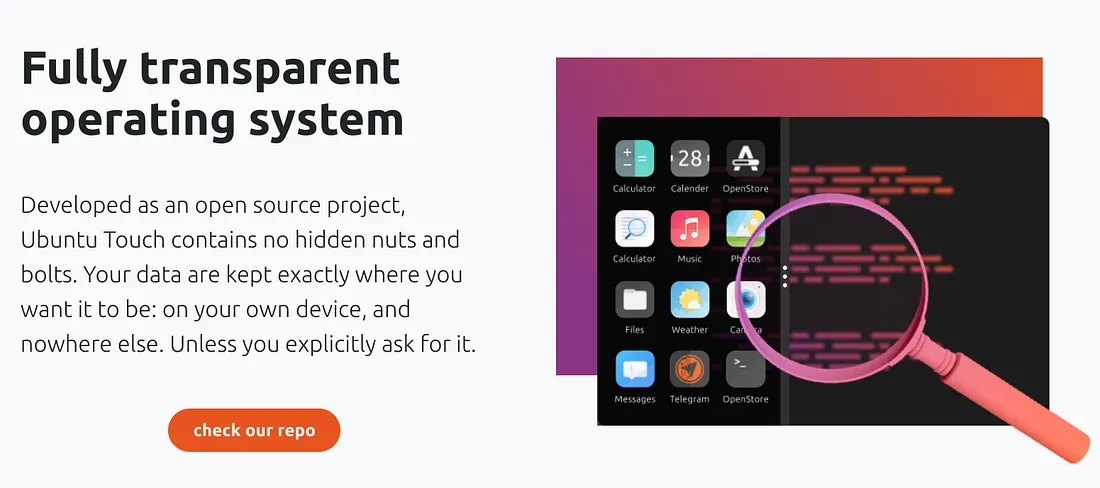 Fully transparent
operating system
Developed as an open source project,
Ubuntu Touch contains no hidden nuts and
bolts. Your data are kept exactly where you
want it to be: on your own device, and
nowhere else. Unless you explicitly ask for it.
check our repo
+ − × = 28
Calculator Calender OpenStore
Calculator Music Photos
Files Weather Camera
>_
Messages Telegram OpenStore